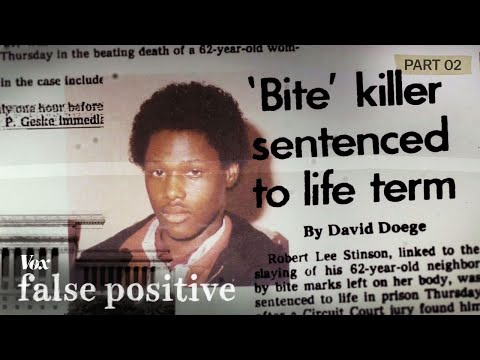 Thursday in the beating death of a 62-year-old wom-
in the case include
ly one hour before
P. Geske immedi
PART 02
'Bite' killer
sentenced
to life term
By David Doege
Robert Lee Stinson, linked to the
slaying of his 62-year-old neighbor
by bite marks left on her body, was
sentenced to life in prison Thursday
after a Circuit Court jury found him
Vox
false positive